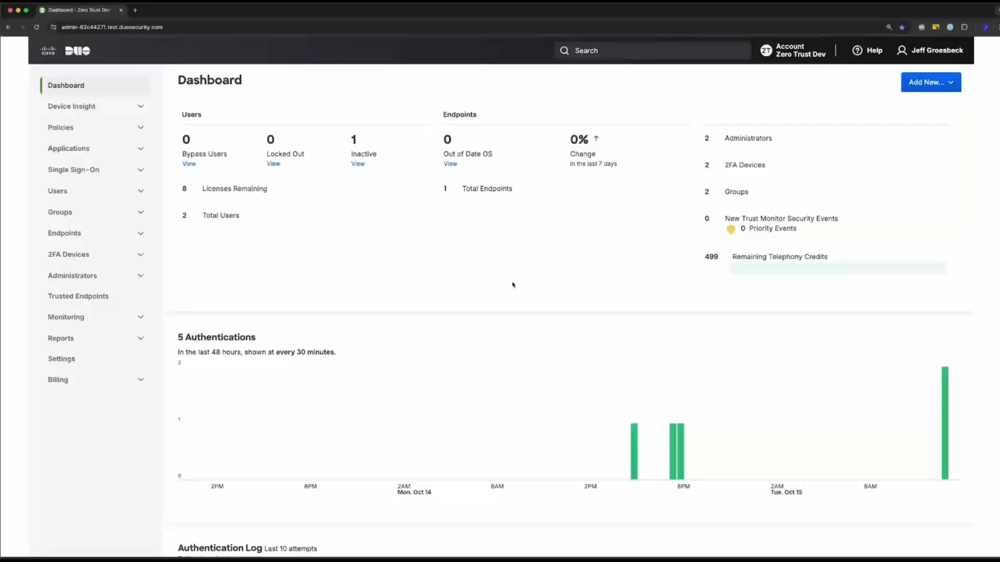 Dashboard - Zero Trust Dev
admin-62c44271.test.duosecurity.com
CISCO DUO
Search
ZT
Account
Zero Trust Dev
Help
Jeff Groesbeck
Dashboard
Device Insight
Policies
Applications
Single Sign-On
Users
Groups
Endpoints
2FA Devices
Administrators
Trusted Endpoints
Monitoring
Reports
Settings
Billing
Dashboard
Add New...
Users
0
Bypass Users
View
0
Locked Out
View
1
Inactive
View
8 Licenses Remaining
2 Total Users
Endpoints
0
Out of Date OS
View
0% ↑
Change
in the last 7 days
1 Total Endpoints
2 Administrators
2 2FA Devices
2 Groups
0 New Trust Monitor Security Events
0 Priority Events
499 Remaining Telephony Credits
5 Authentications
In the last 48 hours, shown at every 30 minutes.
2
1
0
2PM 8PM 2AM 8AM 2PM 8PM 2AM 8AM
Mon. Oct 14 Tue. Oct 15
Authentication Log Last 10 attempts